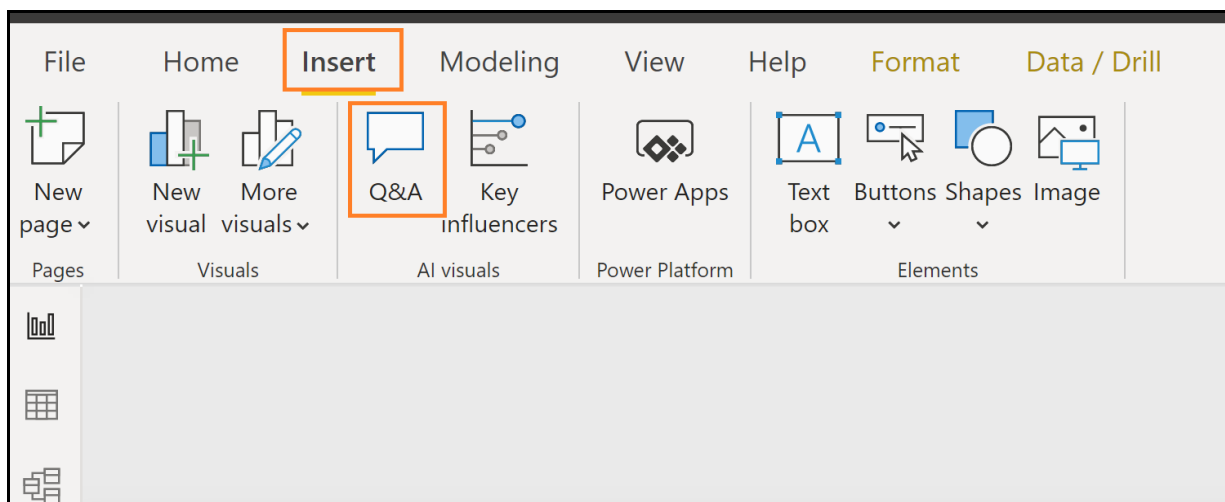 File Home Insert Modeling View Help Format Data / Drill
A
New New More Q&A Key Power Apps Text Buttons Shapes Image
page visual visuals influencers box
Pages Visuals AI visuals Power Platform Elements